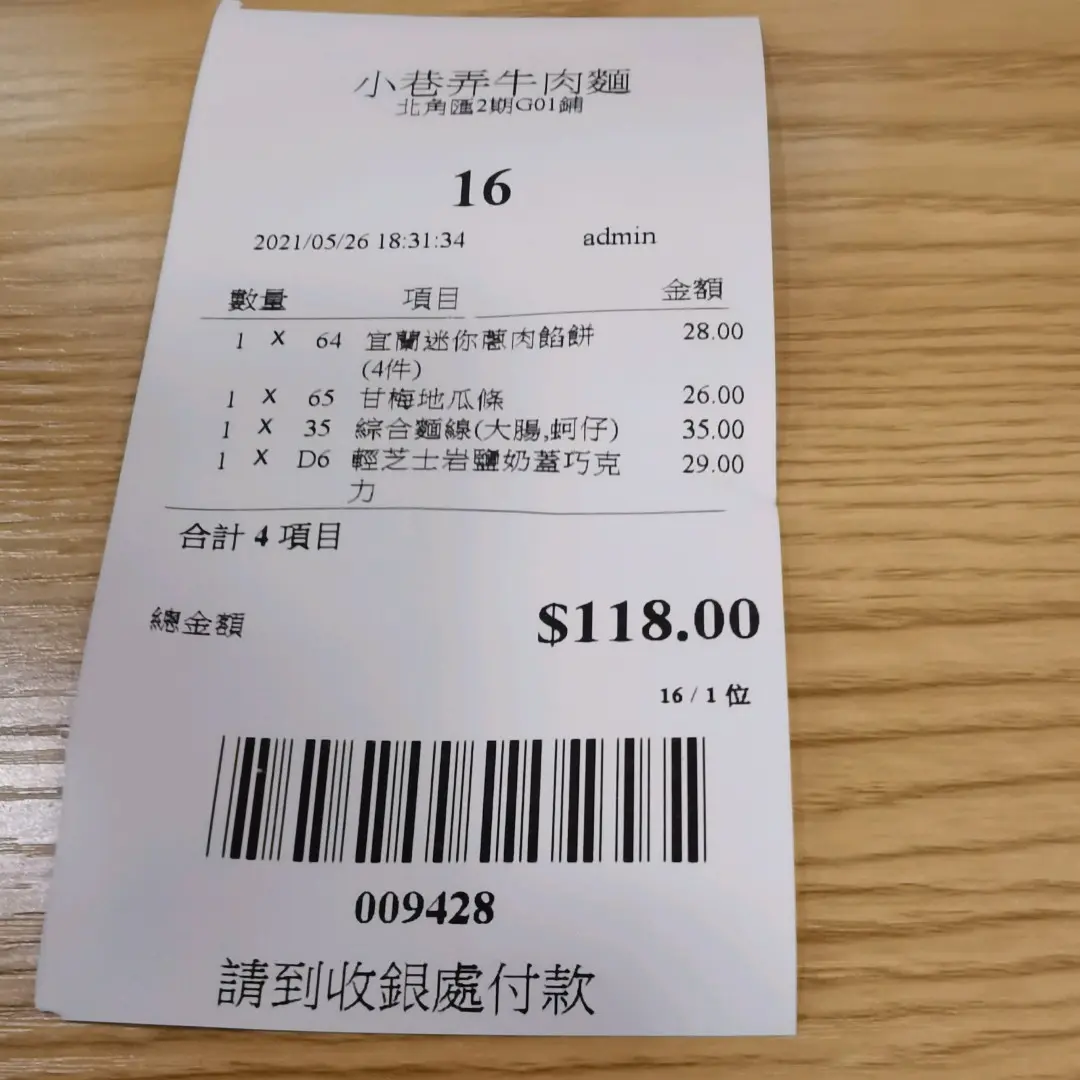 小巷弄牛肉麵
北角匯2期G01鋪
16
2021/05/26 18:31:34 admin
數量 項目 金額
1 X 64 宜蘭迷你蔥肉餡餅 28.00
(4件)
1 X 65 甘梅地瓜條 26.00
1 X 35 綜合麵線(大腸,蚵仔) 35.00
1 X D6 輕芝士岩鹽奶蓋巧克 29.00
力
合計 4 項目
總金額 $118.00
16 / 1 位
009428
請到收銀處付款